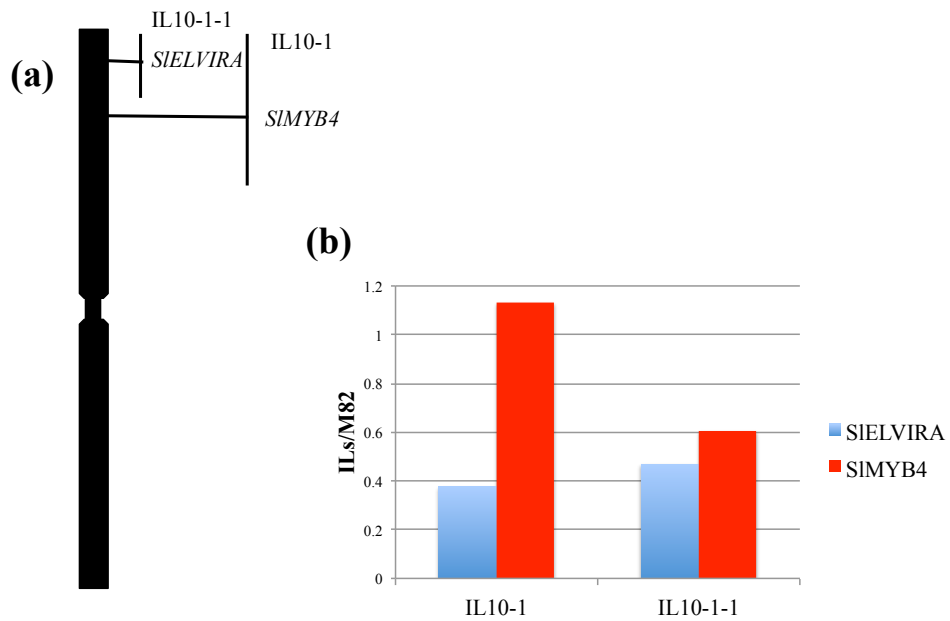 IL10-1-1
IL10-1
(a)
SlELVIRA
SlMYB4
(b)
1.2
1
0.8
0.6
0.4
0.2
0
ILs/M82
IL10-1
IL10-1-1
SlELVIRA
SlMYB4